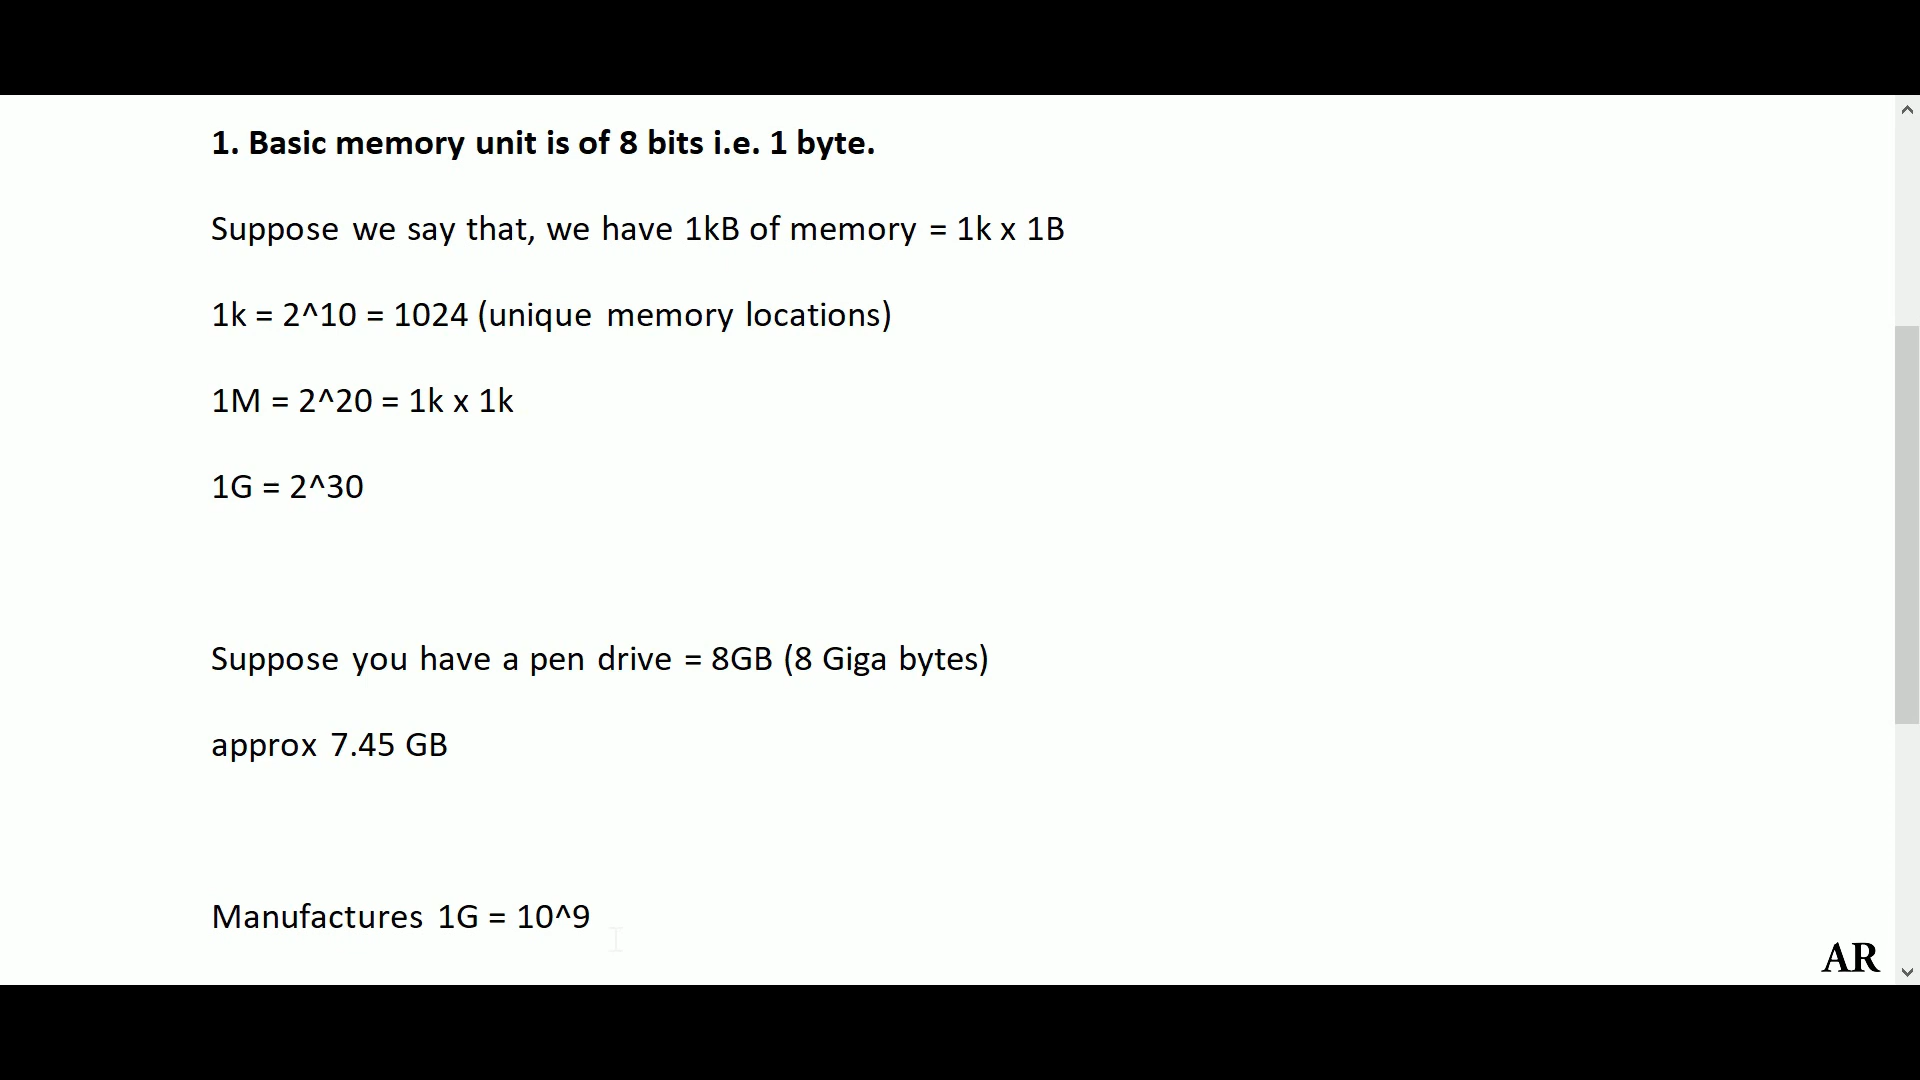 1. Basic memory unit is of 8 bits i.e. 1 byte.
Suppose we say that, we have 1kB of memory = 1k x 1B
1k = 2^10 = 1024 (unique memory locations)
1M = 2^20 = 1k x 1k
1G = 2^30
Suppose you have a pen drive = 8GB (8 Giga bytes)
approx 7.45 GB
Manufactures 1G = 10^9
AR